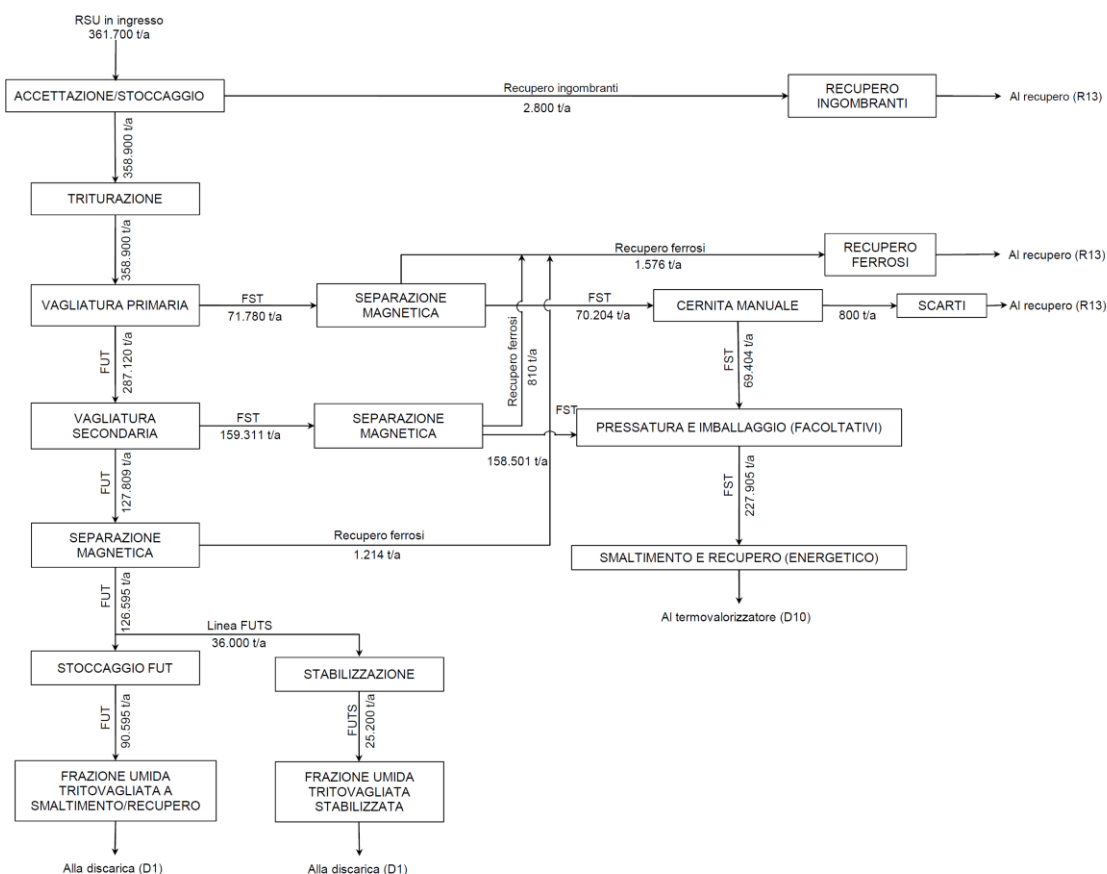 RSU in ingresso
361.700 t/a
ACCETTAZIONE/STOCCAGGIO
Recupero ingombranti
2.800 t/a
RECUPERO
INGOMBRANTI
Al recupero (R13)
358.900 t/a
TRITURAZIONE
358.900 t/a
Recupero ferrosi
1.576 t/a
RECUPERO
FERROSI
Al recupero (R13)
VAGLIATURA PRIMARIA
FST
71.780 t/a
SEPARAZIONE
MAGNETICA
FST
70.204 t/a
CERNITA MANUALE
800 t/a
SCARTI
Al recupero (R13)
FUT
287.120 t/a
Recupero ferrosi
810 t/a
FST
69.404 t/a
VAGLIATURA
SECONDARIA
FST
159.311 t/a
SEPARAZIONE
MAGNETICA
FST
158.501 t/a
PRESSATURA E IMBALLAGGIO (FACOLTATIVI)
FUT
127.809 t/a
FST
227.905 t/a
SEPARAZIONE
MAGNETICA
Recupero ferrosi
1.214 t/a
SMALTIMENTO E RECUPERO (ENERGETICO)
Al termovalorizzatore (D10)
FUT
126.595 t/a
Linea FUTS
36.000 t/a
STOCCAGGIO FUT
STABILIZZAZIONE
FUT
90.595 t/a
FUTS
25.200 t/a
FRAZIONE UMIDA
TRITOVAGLIATA A
SMALTIMENTO/RECUPERO
FRAZIONE UMIDA
TRITOVAGLIATA
STABILIZZATA
Alla discarica (D1)
Alla discarica (D1)